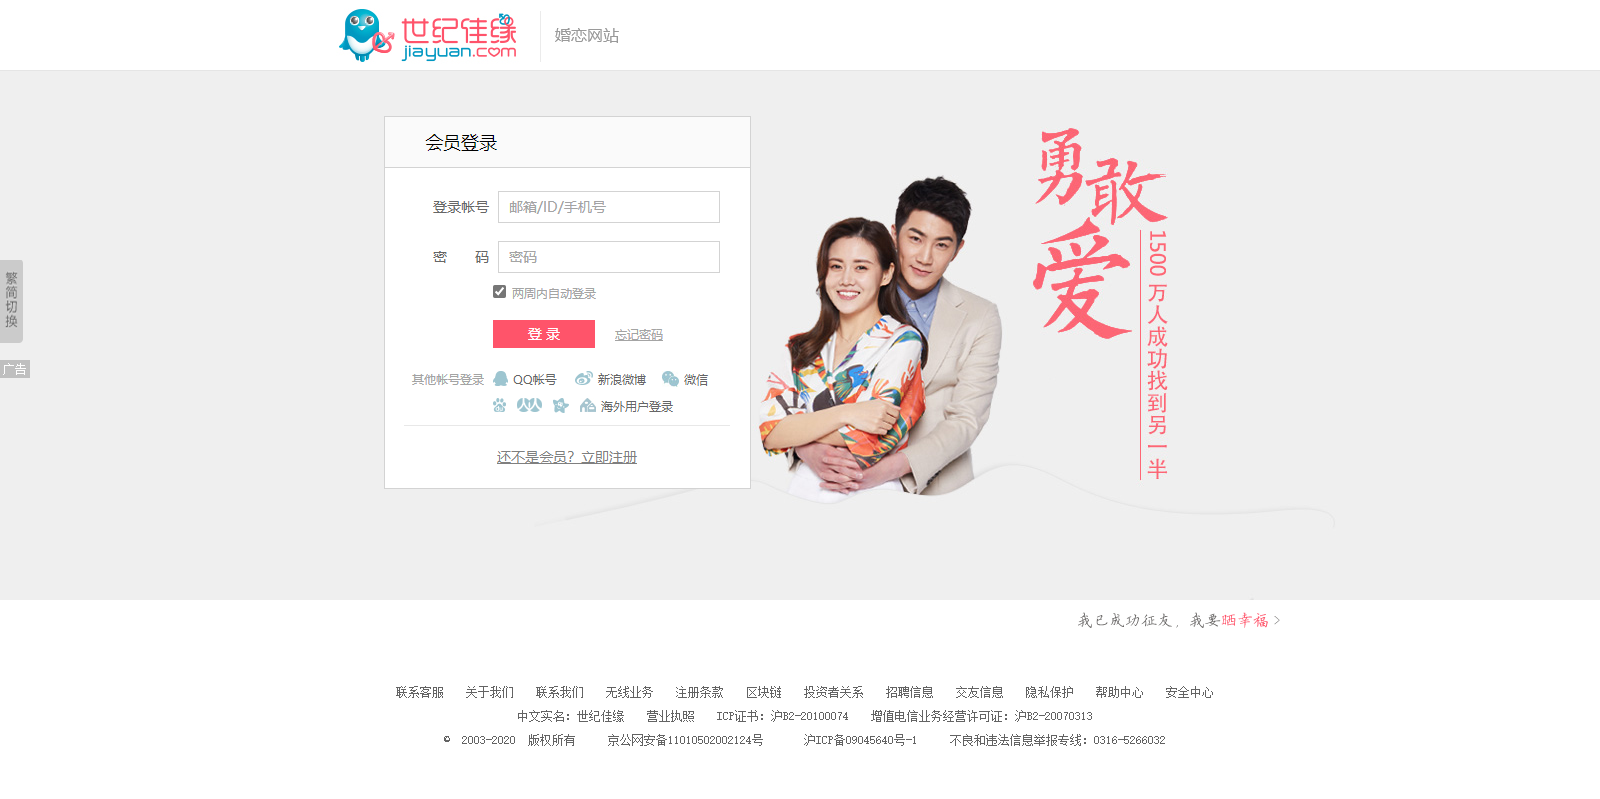 世纪佳缘
jiayuan.com
婚恋网站
会员登录
登录帐号 邮箱/ID/手机号
密 码 密码
两周内自动登录
登 录 忘记密码
其他帐号登录 QQ帐号 新浪微博 微信
海外用户登录
还不是会员？立即注册
勇敢爱
1500 万人成功找到另一半
繁简切换
广告
我已成功征友，我要晒幸福 >
联系客服 关于我们 联系我们 无线业务 注册条款 区块链 投资者关系 招聘信息 交友信息 隐私保护 帮助中心 安全中心
中文实名：世纪佳缘 营业执照 ICP证书：沪B2-20100074 增值电信业务经营许可证：沪B2-20070313
© 2003-2020 版权所有 京公网安备11010502002124号 沪ICP备09045640号-1 不良和违法信息举报专线：0316-5266032